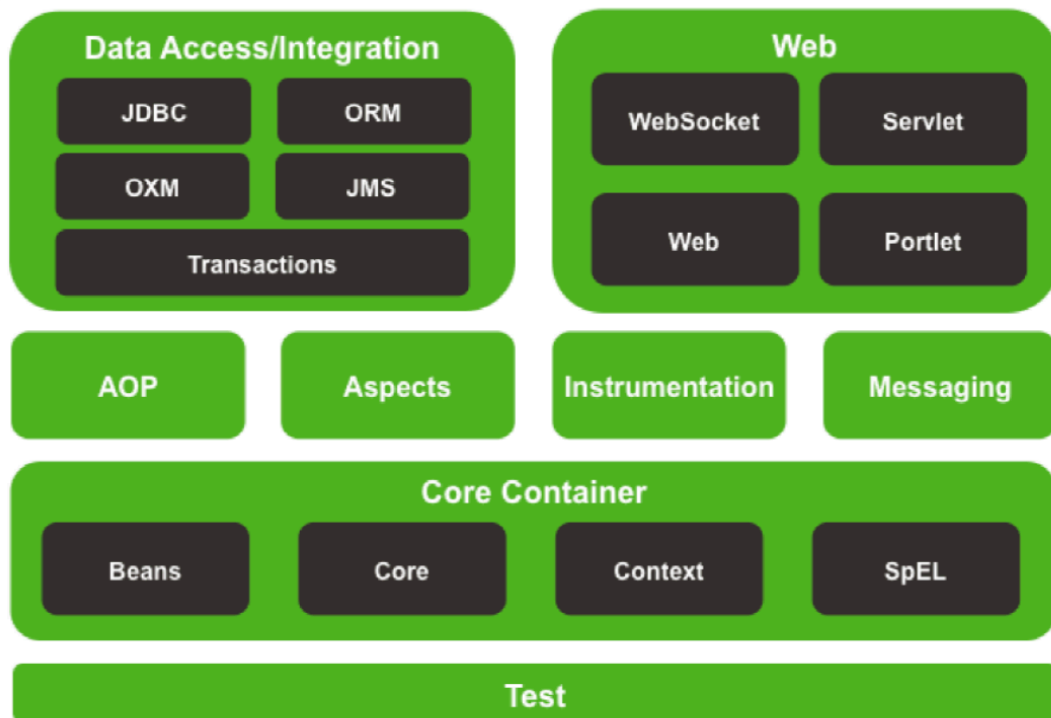 Data Access/Integration
JDBC
ORM
OXM
JMS
Transactions
Web
WebSocket
Servlet
Web
Portlet
AOP
Aspects
Instrumentation
Messaging
Core Container
Beans
Core
Context
SpEL
Test